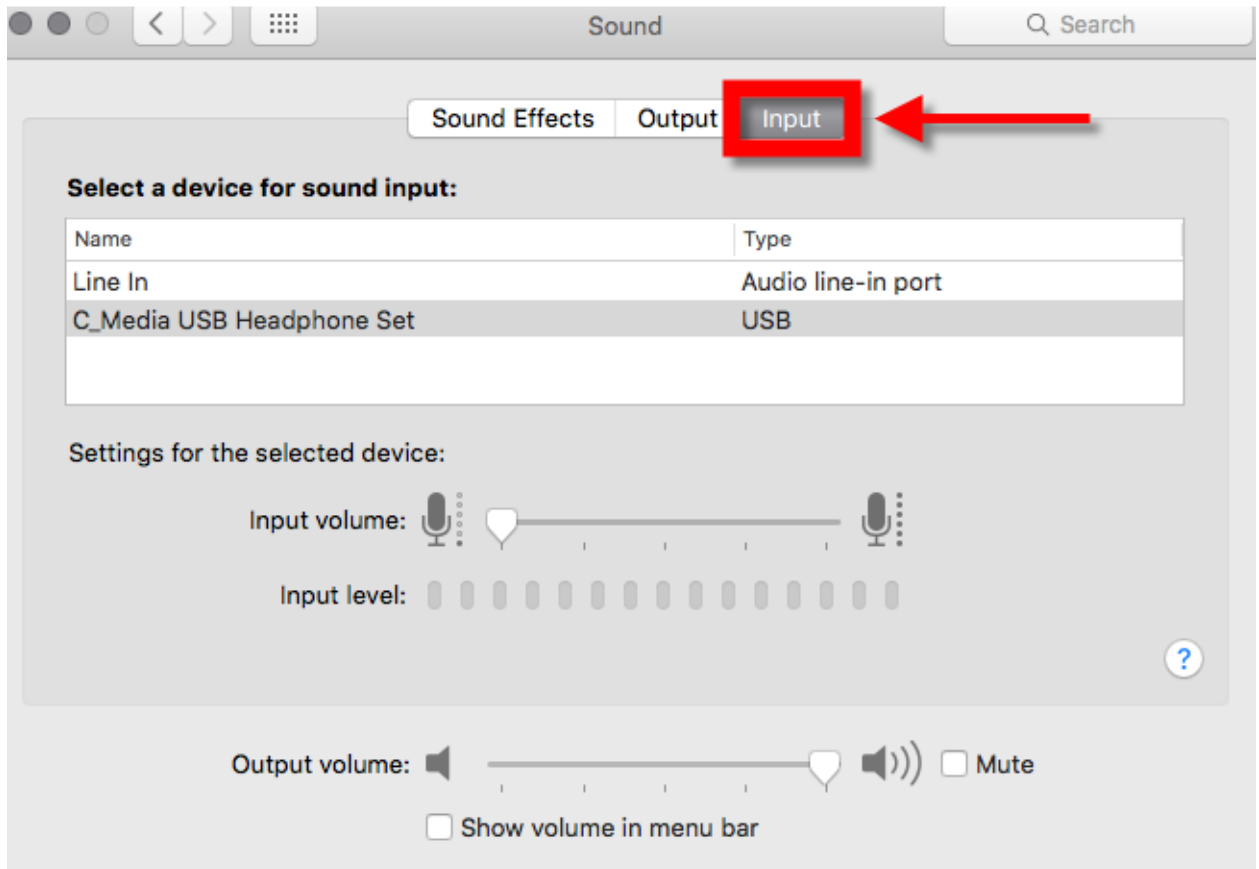 Sound
Search
Sound Effects Output Input
Select a device for sound input:
Name Type
Line In Audio line-in port
C_Media USB Headphone Set USB
Settings for the selected device:
Input volume:
Input level:
?
Output volume: Mute
Show volume in menu bar